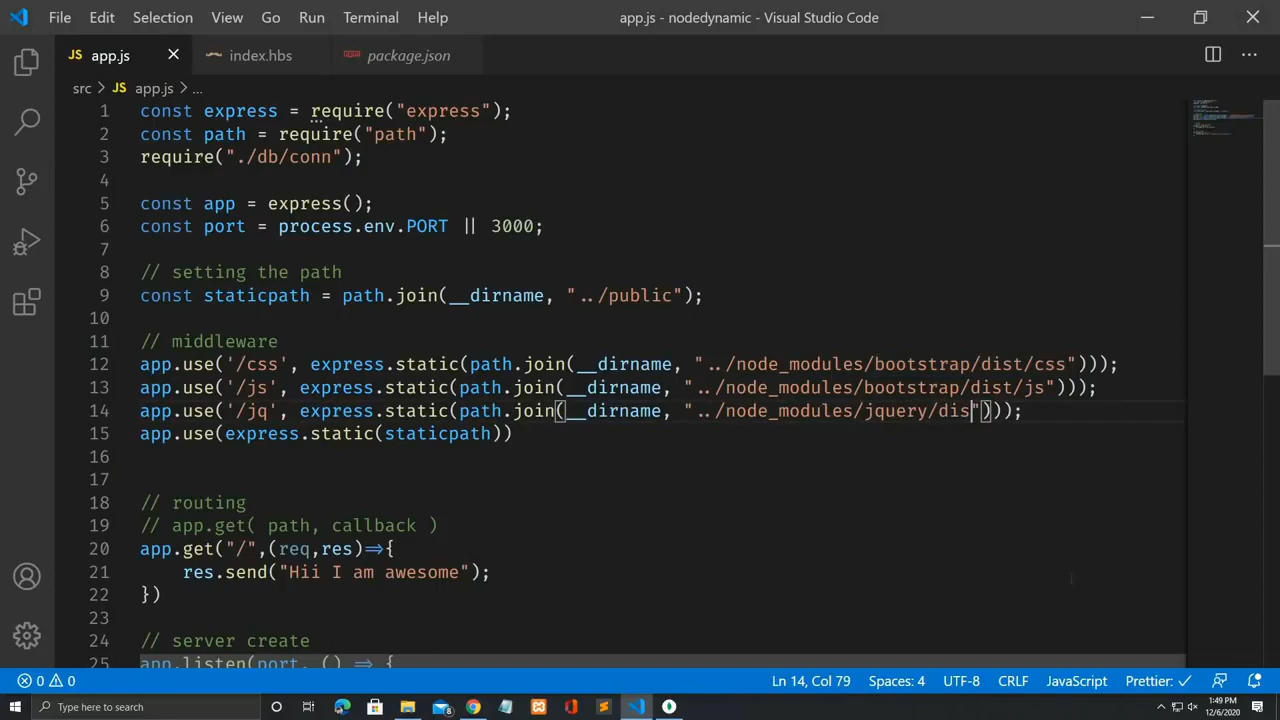 File Edit Selection View Go Run Terminal Help
app.js - nodedynamic - Visual Studio Code
JS app.js index.hbs package.json
src > JS app.js > ...
1 const express = require("express");
2 const path = require("path");
3 require("./db/conn");
4
5 const app = express();
6 const port = process.env.PORT || 3000;
7
8 // setting the path
9 const staticpath = path.join(__dirname, "../public");
10
11 // middleware
12 app.use('/css', express.static(path.join(__dirname, "../node_modules/bootstrap/dist/css")));
13 app.use('/js', express.static(path.join(__dirname, "../node_modules/bootstrap/dist/js")));
14 app.use('/jq', express.static(path.join(__dirname, "../node_modules/jquery/dis")));
15 app.use(express.static(staticpath))
16
17
18 // routing
19 // app.get( path, callback )
20 app.get("/",(req,res)=>{
21 res.send("Hii I am awesome");
22 })
23
24 // server create
25 app.listen(port, () => {
0 0 Ln 14, Col 79 Spaces: 4 UTF-8 CRLF JavaScript Prettier: ✓
Type here to search
8
1:49 PM
12/6/2020